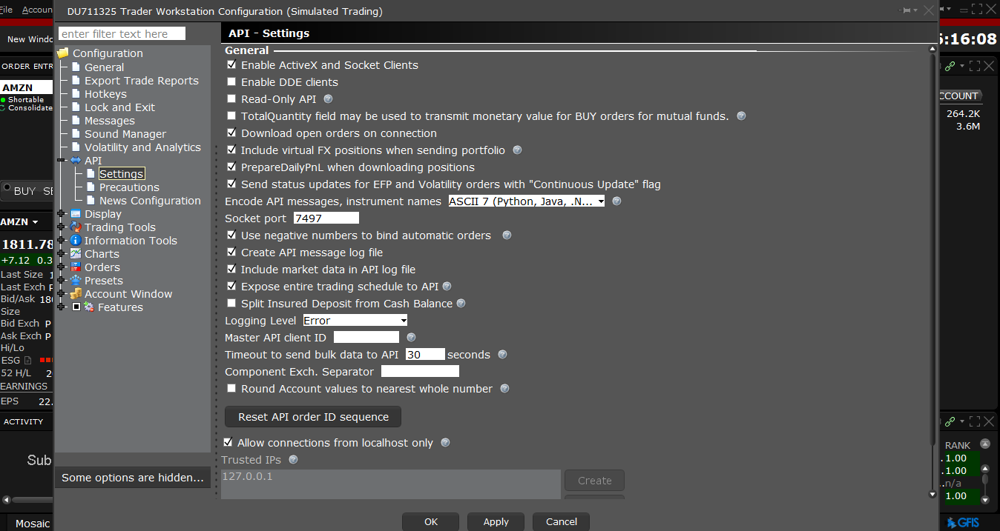 DU711325 Trader Workstation Configuration (Simulated Trading)
File Accoun
New Windo
5:16:08
ORDER ENTR
AMZN
Shortable
Consolidate
BUY SE
AMZN
1811.78
+7.12 0.3
Last Size 1
Last Exch P
Bid/Ask 180
Size
Bid Exch P
Ask Exch P
Hi/Lo
ESG
52 H/L 2
EARNINGS
EPS 22.
ACTIVITY
Sub
Mosaic
enter filter text here
Configuration
General
Export Trade Reports
Hotkeys
Lock and Exit
Messages
Sound Manager
Volatility and Analytics
API
Settings
Precautions
News Configuration
Display
Trading Tools
Information Tools
Charts
Orders
Presets
Account Window
Features
Some options are hidden...
API - Settings
General
Enable ActiveX and Socket Clients
Enable DDE clients
Read-Only API
TotalQuantity field may be used to transmit monetary value for BUY orders for mutual funds.
Download open orders on connection
Include virtual FX positions when sending portfolio
PrepareDailyPnL when downloading positions
Send status updates for EFP and Volatility orders with "Continuous Update" flag
Encode API messages, instrument names ASCII 7 (Python, Java, .N...
Socket port 7497
Use negative numbers to bind automatic orders
Create API message log file
Include market data in API log file
Expose entire trading schedule to API
Split Insured Deposit from Cash Balance
Logging Level Error
Master API client ID
Timeout to send bulk data to API 30 seconds
Component Exch. Separator
Round Account values to nearest whole number
Reset API order ID sequence
Allow connections from localhost only
Trusted IPs
127.0.0.1
Create
OK Apply Cancel
CCOUNT
264.2K
3.6M
RANK
1.00
1.00
n/a
1.00
GFIS